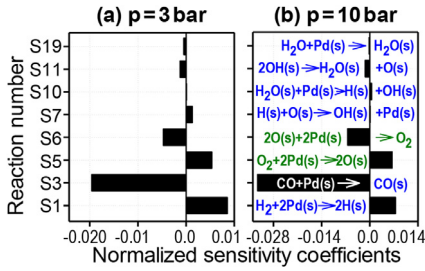 (a) p = 3 bar
(b) p = 10 bar
Reaction number
S19
S11
S10
S7
S6
S5
S3
S1
H₂O+Pd(s) → H₂O(s)
2OH(s) → H₂O(s) +O(s)
H₂O(s)+Pd(s) → H(s) +OH(s)
H(s)+O(s) → OH(s) +Pd(s)
2O(s)+2Pd(s) → O₂
O₂+2Pd(s) → 2O(s)
CO+Pd(s) → CO(s)
H₂+2Pd(s) → 2H(s)
-0.020 -0.010 0.0 0.01
-0.028 -0.014 0.0 0.014
Normalized sensitivity coefficients